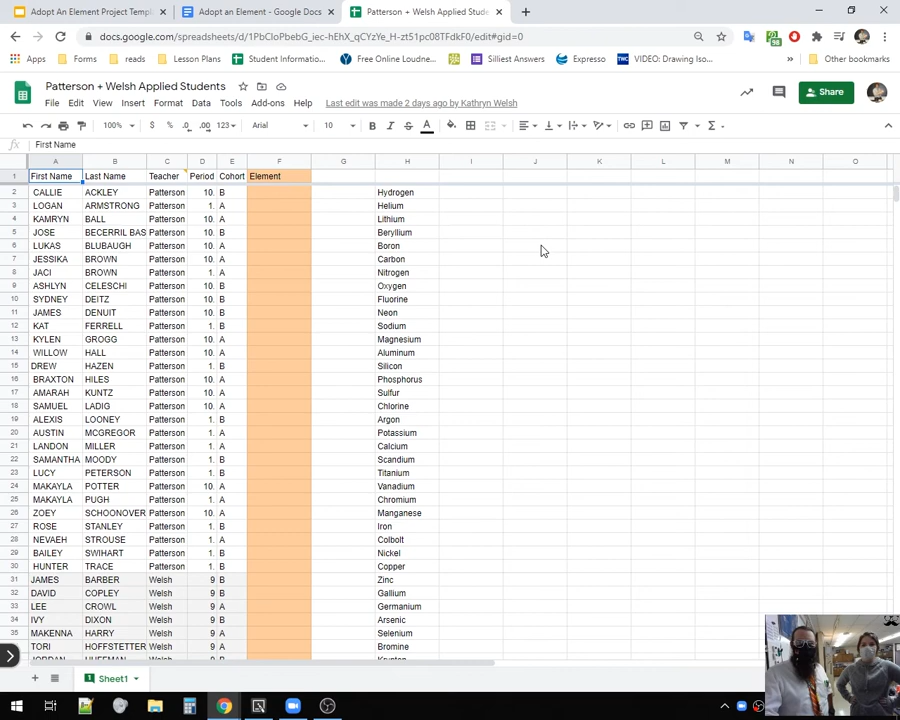 Adopt An Element Project Templ
Adopt an Element - Google Docs
Patterson + Welsh Applied Stude
docs.google.com/spreadsheets/d/1PbCIoPbebG_iec-hEhX_qCYzYe_H-zt51pc08TFdkF0/edit#gid=0
98
Apps
Forms
reads
Lesson Plans
Student Informatio...
Free Online Loudne...
Silliest Answers
Expresso
VIDEO: Drawing Iso...
Other bookmarks
Patterson + Welsh Applied Students
File Edit View Insert Format Data Tools Add-ons Help Last edit was made 2 days ago by Kathryn Welsh
Share
100% $ % .0 .00 123 Arial 10 B I S A
fx First Name
A B C D E F G H I J K L M N O
1 First Name Last Name Teacher Period Cohort Element
2 CALLIE ACKLEY Patterson 10. B Hydrogen
3 LOGAN ARMSTRONG Patterson 1. A Helium
4 KAMRYN BALL Patterson 10. A Lithium
5 JOSE BECERRIL BAS Patterson 10. B Beryllium
6 LUKAS BLUBAUGH Patterson 10. A Boron
7 JESSIKA BROWN Patterson 10. A Carbon
8 JACI BROWN Patterson 1. A Nitrogen
9 ASHLYN CELESCHI Patterson 10. B Oxygen
10 SYDNEY DEITZ Patterson 10. B Fluorine
11 JAMES DENUIT Patterson 10. B Neon
12 KAT FERRELL Patterson 1. B Sodium
13 KYLEN GROGG Patterson 10. A Magnesium
14 WILLOW HALL Patterson 10. A Aluminum
15 DREW HAZEN Patterson 1. B Silicon
16 BRAXTON HILES Patterson 10. A Phosphorus
17 AMARAH KUNTZ Patterson 10. A Sulfur
18 SAMUEL LADIG Patterson 10. A Chlorine
19 ALEXIS LOONEY Patterson 1. B Argon
20 AUSTIN MCGREGOR Patterson 1. A Potassium
21 LANDON MILLER Patterson 1. A Calcium
22 SAMANTHA MOODY Patterson 1. B Scandium
23 LUCY PETERSON Patterson 1. B Titanium
24 MAKAYLA POTTER Patterson 10. A Vanadium
25 MAKAYLA PUGH Patterson 1. A Chromium
26 ZOEY SCHOONOVER Patterson 10. A Manganese
27 ROSE STANLEY Patterson 1. B Iron
28 NEVAEH STROUSE Patterson 1. A Colbolt
29 BAILEY SWIHART Patterson 1. B Nickel
30 HUNTER TRACE Patterson 1. B Copper
31 JAMES BARBER Welsh 9 B Zinc
32 DAVID COPLEY Welsh 9 B Gallium
33 LEE CROWL Welsh 9 A Germanium
34 IVY DIXON Welsh 9 A Arsenic
35 MAKENNA HARRY Welsh 9 A Selenium
TORI HOFFSTETTER Welsh 9 A Bromine
JORDAN HUFFMAN Welsh 9 A Krypton
Sheet1